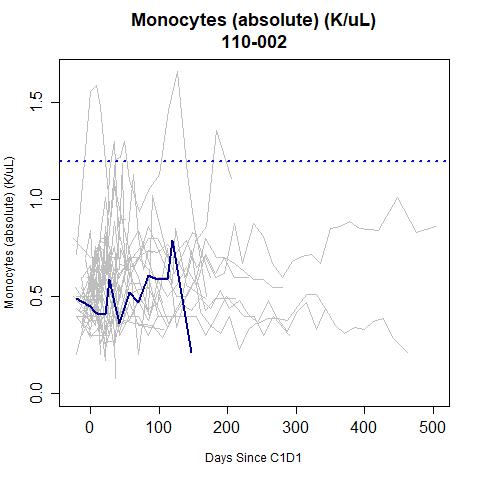 Monocytes (absolute) (K/uL)
110-002
Monocytes (absolute) (K/uL)
1.5
1.0
0.5
0.0
0 100 200 300 400 500
Days Since C1D1